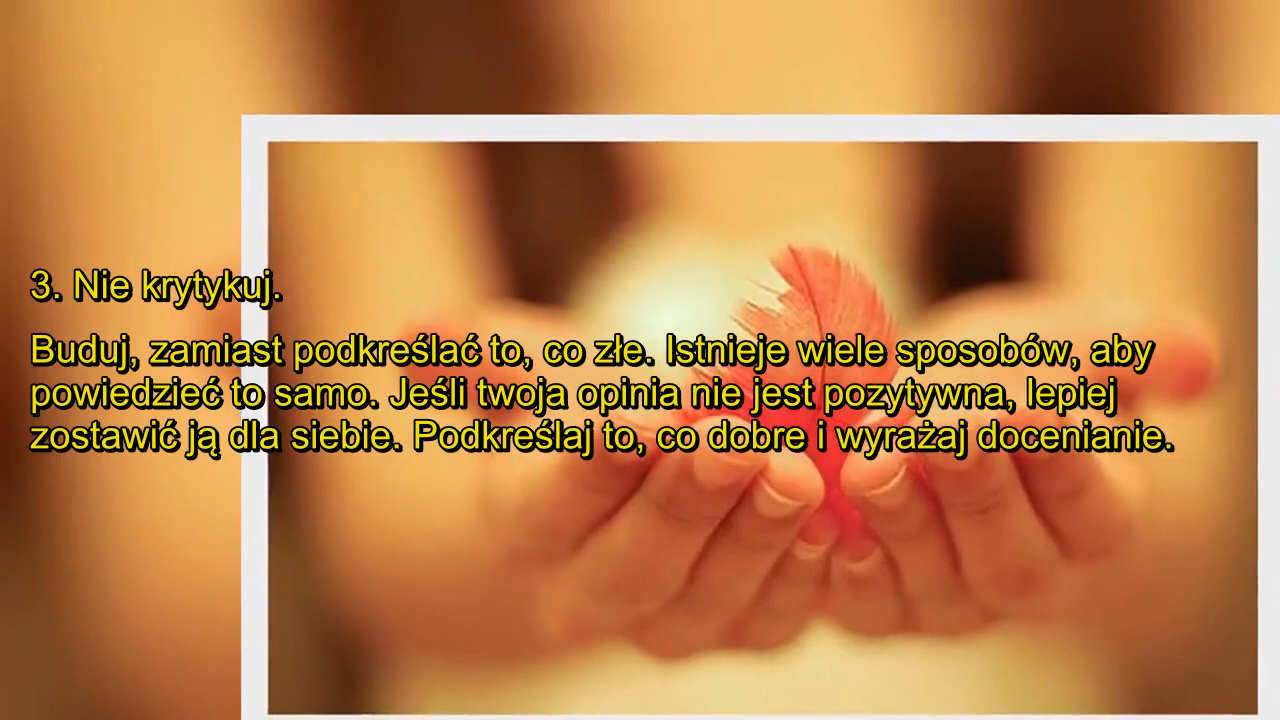 3. Nie krytykuj.
Buduj, zamiast podkreślać to, co złe. Istnieje wiele sposobów, aby
powiedzieć to samo. Jeśli twoja opinia nie jest pozytywna, lepiej
zostawić ją dla siebie. Podkreślaj to, co dobre i wyrażaj docenianie.